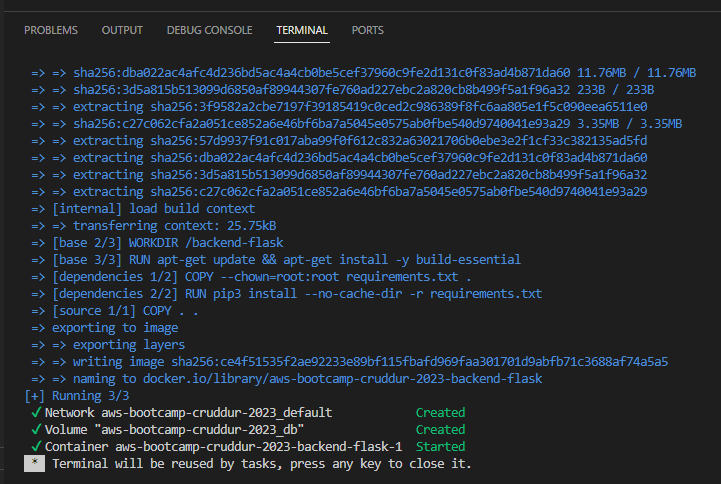 PROBLEMS OUTPUT DEBUG CONSOLE TERMINAL PORTS
=> => sha256:dba022ac4afc4d236bd5ac4a4cb0be5cef37960c9fe2d131c0f83ad4b871da60 11.76MB / 11.76MB
=> => sha256:3d5a815b513099d6850af89944307fe760ad227ebc2a820cb8b499f5a1f96a32 233B / 233B
=> => extracting sha256:3f9582a2cbe7197f39185419c0ced2c986389f8fc6aa805e1f5c090eea6511e0
=> => sha256:c27c062cfa2a051ce852a6e46bf6ba7a5045e0575ab0fbe540d9740041e93a29 3.35MB / 3.35MB
=> => extracting sha256:57d9937f91c017aba99f0f612c832a63021706b0ebe3e2f1cf33c382135ad5fd
=> => extracting sha256:dba022ac4afc4d236bd5ac4a4cb0be5cef37960c9fe2d131c0f83ad4b871da60
=> => extracting sha256:3d5a815b513099d6850af89944307fe760ad227ebc2a820cb8b499f5a1f96a32
=> => extracting sha256:c27c062cfa2a051ce852a6e46bf6ba7a5045e0575ab0fbe540d9740041e93a29
=> [internal] load build context
=> => transferring context: 25.75kB
=> [base 2/3] WORKDIR /backend-flask
=> [base 3/3] RUN apt-get update && apt-get install -y build-essential
=> [dependencies 1/2] COPY --chown=root:root requirements.txt .
=> [dependencies 2/2] RUN pip3 install --no-cache-dir -r requirements.txt
=> [source 1/1] COPY . .
=> exporting to image
=> => exporting layers
=> => writing image sha256:ce4f51535f2ae92233e89bf115fbafd969faa301701d9abfb71c3688af74a5a5
=> => naming to docker.io/library/aws-bootcamp-cruddur-2023-backend-flask
[+] Running 3/3
✔ Network aws-bootcamp-cruddur-2023_default Created
✔ Volume "aws-bootcamp-cruddur-2023_db" Created
✔ Container aws-bootcamp-cruddur-2023-backend-flask-1 Started
* Terminal will be reused by tasks, press any key to close it.